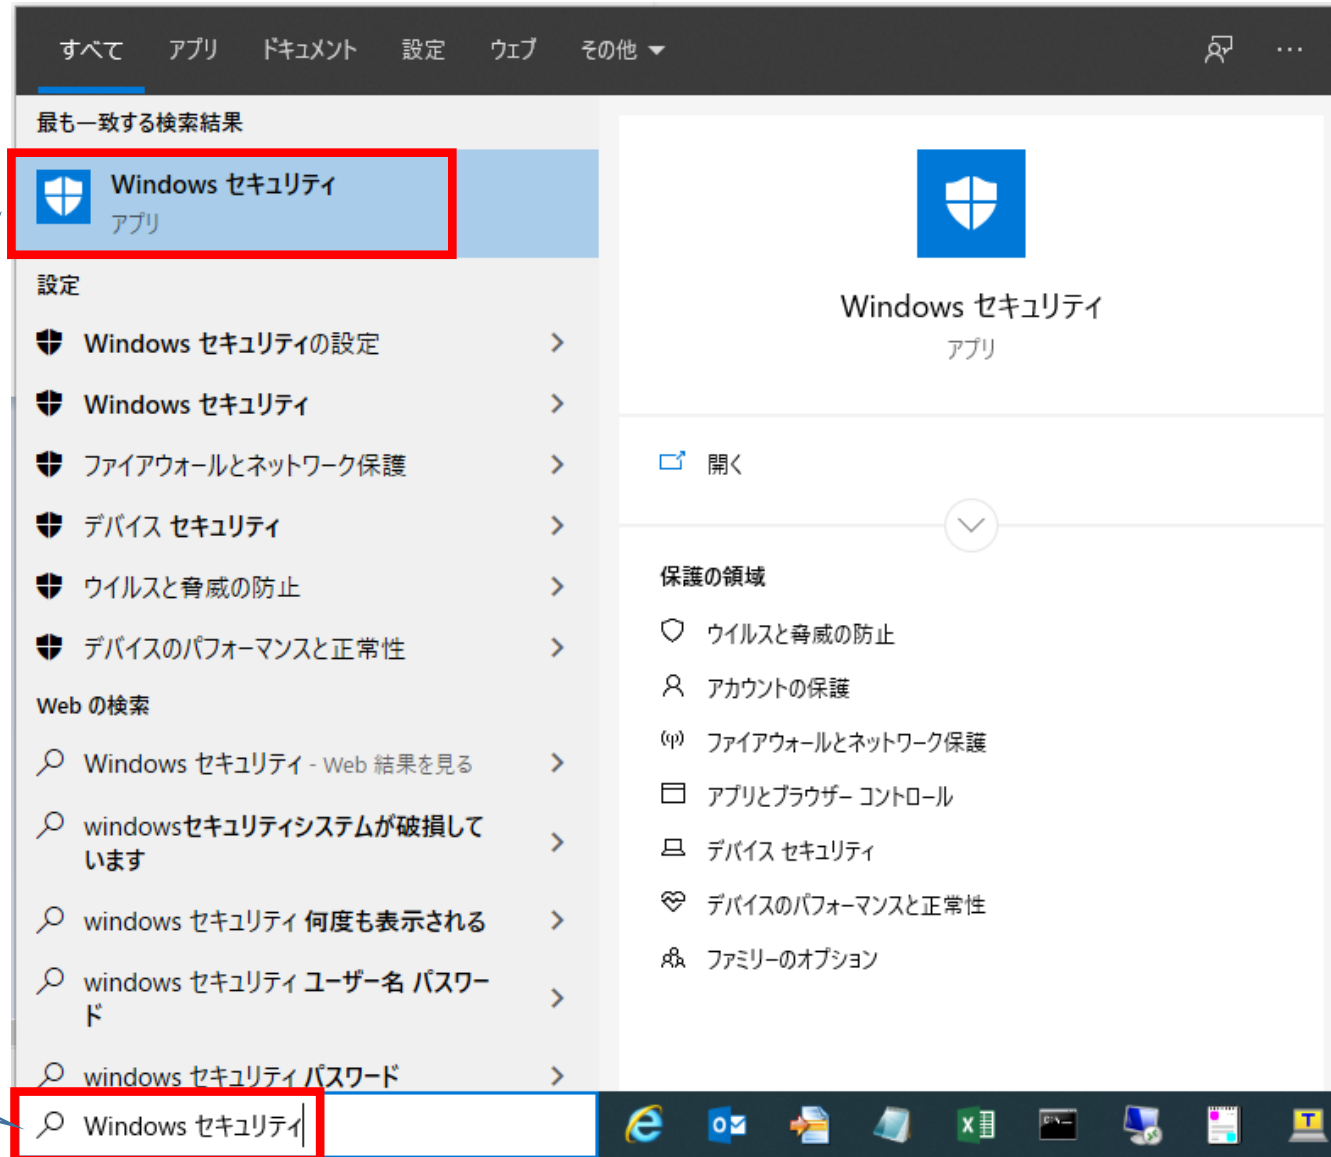 すべて アプリ ドキュメント 設定 ウェブ その他
最も一致する検索結果
Windows セキュリティ
アプリ
設定
Windows セキュリティの設定
Windows セキュリティ
ファイアウォールとネットワーク保護
デバイス セキュリティ
ウイルスと脅威の防止
デバイスのパフォーマンスと正常性
Web の検索
Windows セキュリティ - Web 結果を見る
windowsセキュリティシステムが破損して
います
windows セキュリティ 何度も表示される
windows セキュリティ ユーザー名 パスワー
ド
windows セキュリティ パスワード
Windows セキュリティ
Windows セキュリティ
アプリ
開く
保護の領域
ウイルスと脅威の防止
アカウントの保護
ファイアウォールとネットワーク保護
アプリとブラウザー コントロール
デバイス セキュリティ
デバイスのパフォーマンスと正常性
ファミリーのオプション